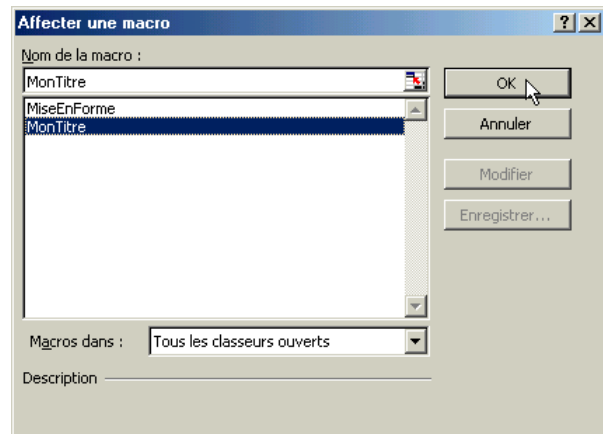 Affecter une macro
Nom de la macro :
MonTitre
OK
MiseEnForme
MonTitre
Annuler
Modifier
Enregistrer...
Macros dans : Tous les classeurs ouverts
Description